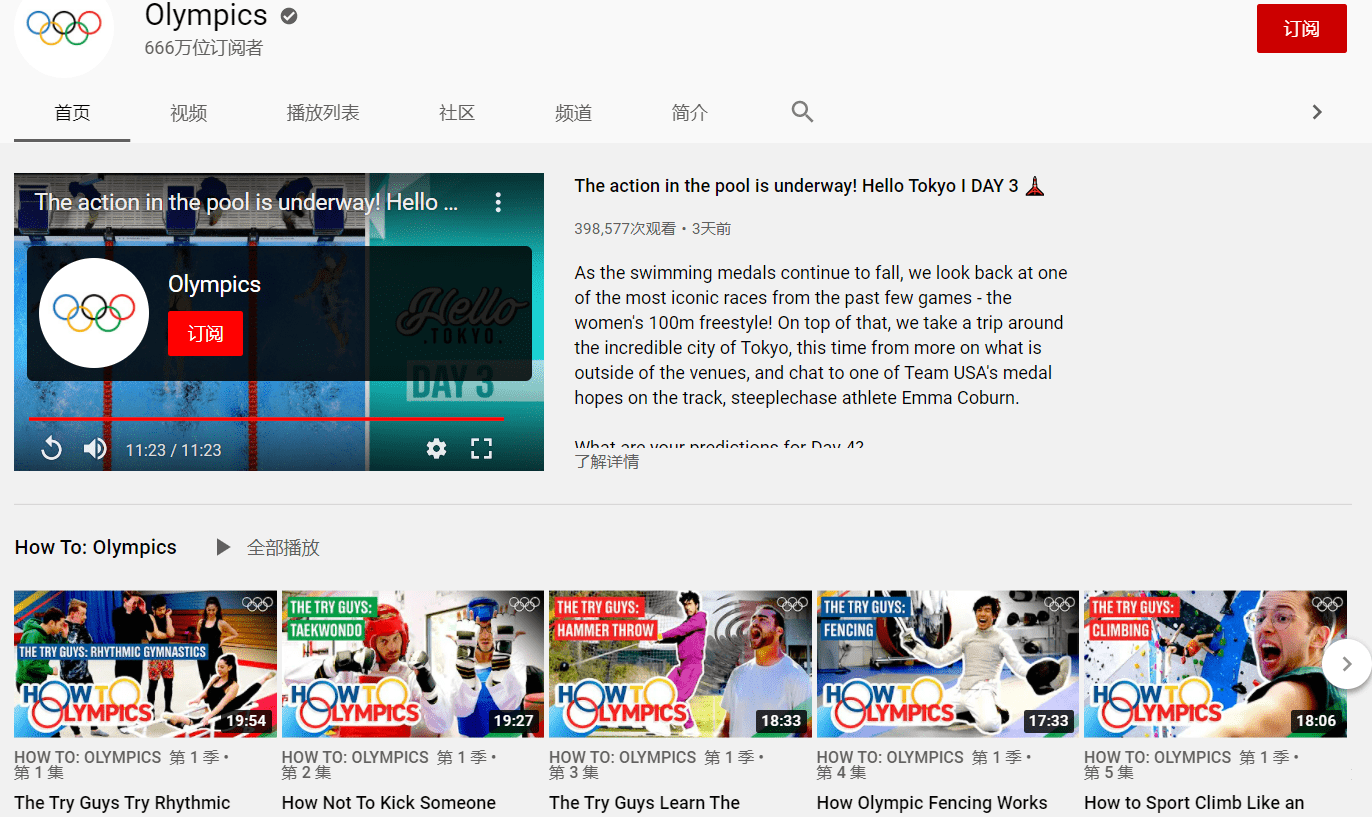 Olympics
666万位订阅者
订阅
首页
视频
播放列表
社区
频道
简介
The action in the pool is underway! Hello ...
Olympics
订阅
Hello
.TOKYO.
DAY 3
11:23 / 11:23
The action in the pool is underway! Hello Tokyo I DAY 3
398,577次观看 • 3天前
As the swimming medals continue to fall, we look back at one
of the most iconic races from the past few games - the
women's 100m freestyle! On top of that, we take a trip around
the incredible city of Tokyo, this time from more on what is
outside of the venues, and chat to one of Team USA's medal
hopes on the track, steeplechase athlete Emma Coburn.
What are your predictions for Day 4?
了解详情
How To: Olympics
全部播放
THE TRY GUYS: RHYTHMIC GYMNASTICS
HOW TO
OLYMPICS
19:54
HOW TO: OLYMPICS 第 1 季 •
第 1 集
The Try Guys Try Rhythmic
THE TRY GUYS:
TAEKWONDO
HOW TO
OLYMPICS
19:27
HOW TO: OLYMPICS 第 1 季 •
第 2 集
How Not To Kick Someone
THE TRY GUYS:
HAMMER THROW
HOW TO
OLYMPICS
18:33
HOW TO: OLYMPICS 第 1 季 •
第 3 集
The Try Guys Learn The
THE TRY GUYS:
FENCING
HOW TO
OLYMPICS
17:33
HOW TO: OLYMPICS 第 1 季 •
第 4 集
How Olympic Fencing Works
THE TRY GUYS:
CLIMBING
HOW TO
OLYMPICS
18:06
HOW TO: OLYMPICS 第 1 季 •
第 5 集
How to Sport Climb Like an